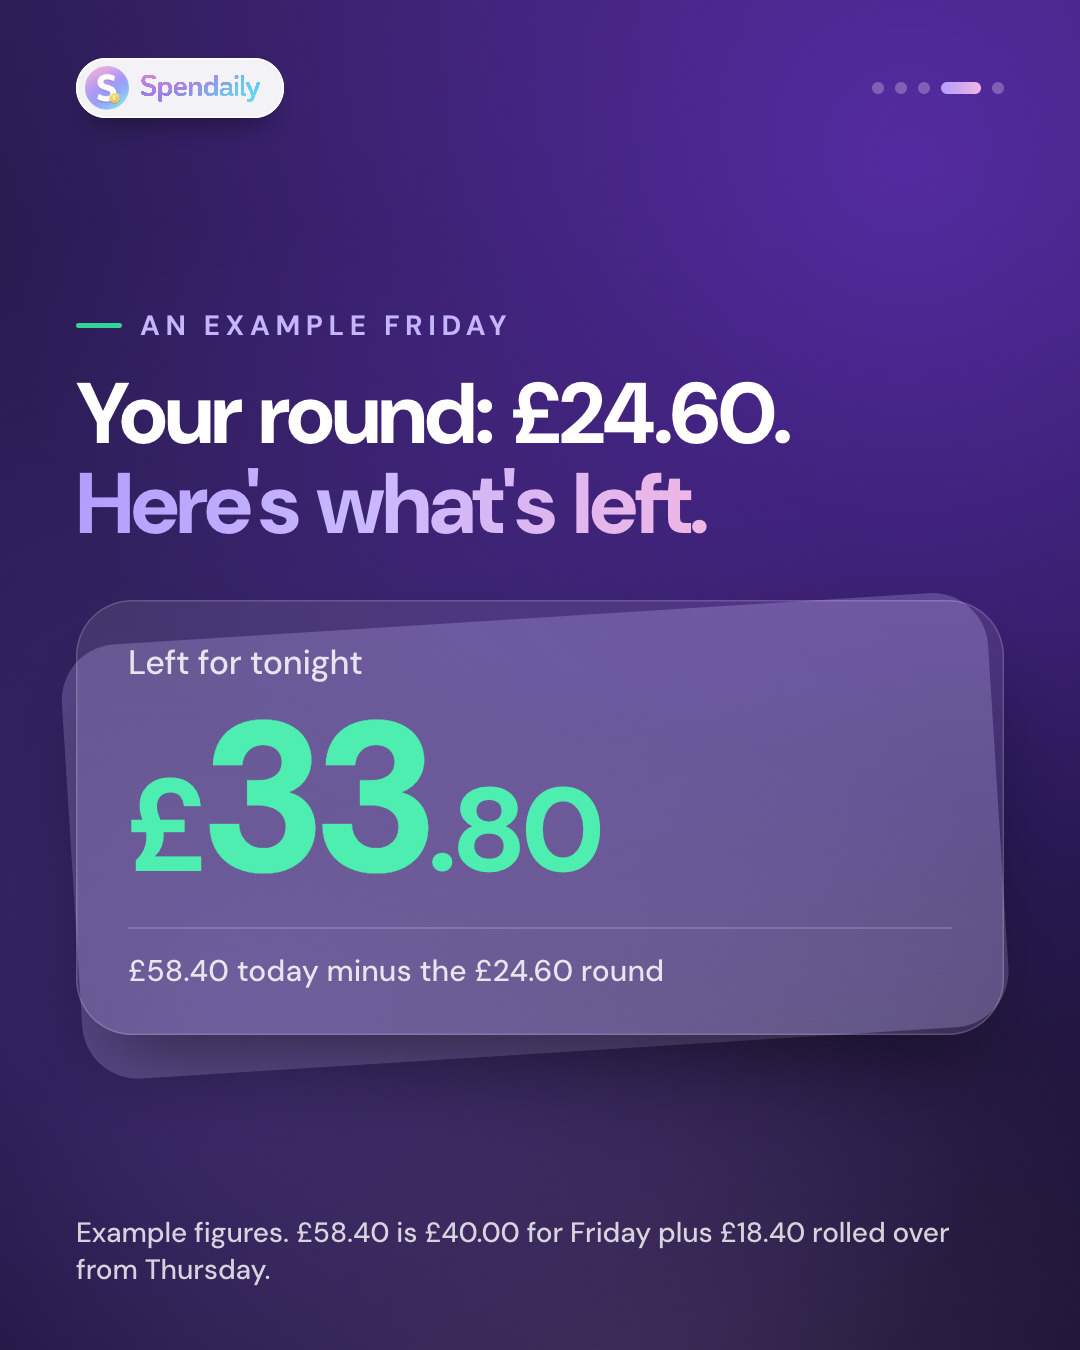 Spendaily
AN EXAMPLE FRIDAY
Your round: £24.60.
Here's what's left.
Left for tonight
£33.80
£58.40 today minus the £24.60 round
Example figures. £58.40 is £40.00 for Friday plus £18.40 rolled over
from Thursday.